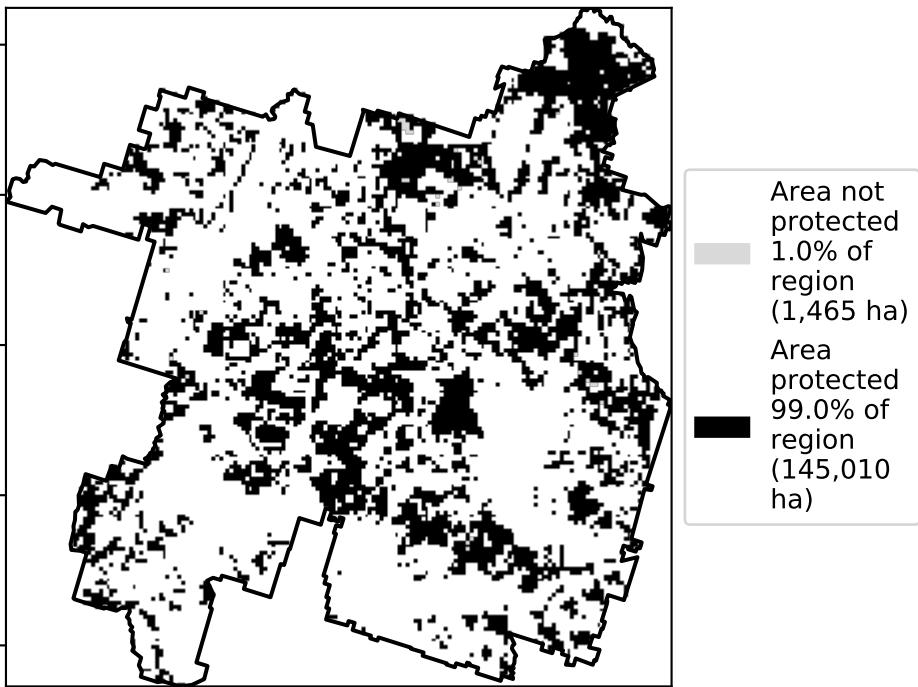 Area not
protected
1.0% of
region
(1,465 ha)
Area
protected
99.0% of
region
(145,010
ha)